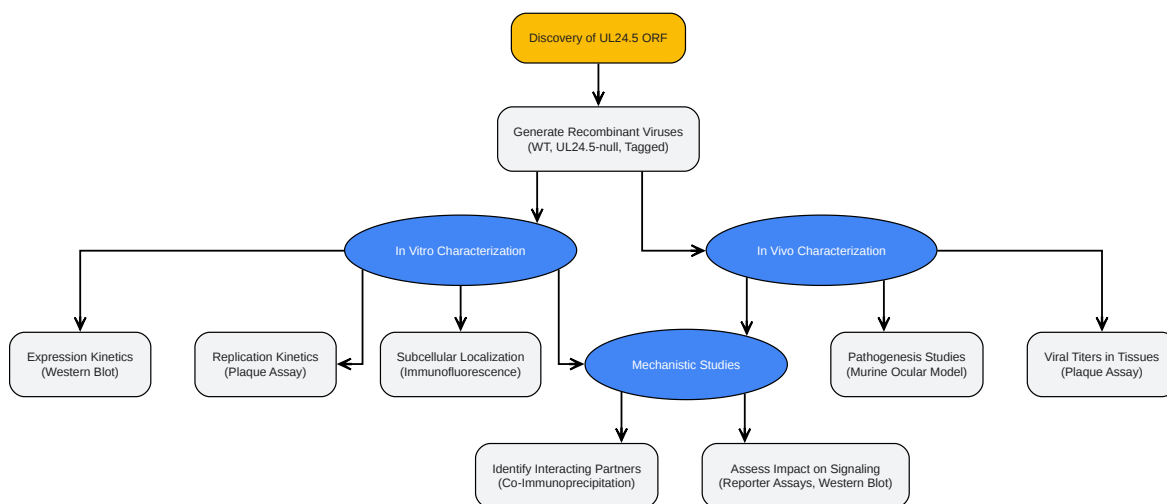 Discovery of UL24.5 ORF
Generate Recombinant Viruses
(WT, UL24.5-null, Tagged)
In Vitro Characterization
In Vivo Characterization
Expression Kinetics
(Western Blot)
Replication Kinetics
(Plaque Assay)
Subcellular Localization
(Immunofluorescence)
Mechanistic Studies
Pathogenesis Studies
(Murine Ocular Model)
Viral Titers in Tissues
(Plaque Assay)
Identify Interacting Partners
(Co-Immunoprecipitation)
Assess Impact on Signaling
(Reporter Assays, Western Blot)